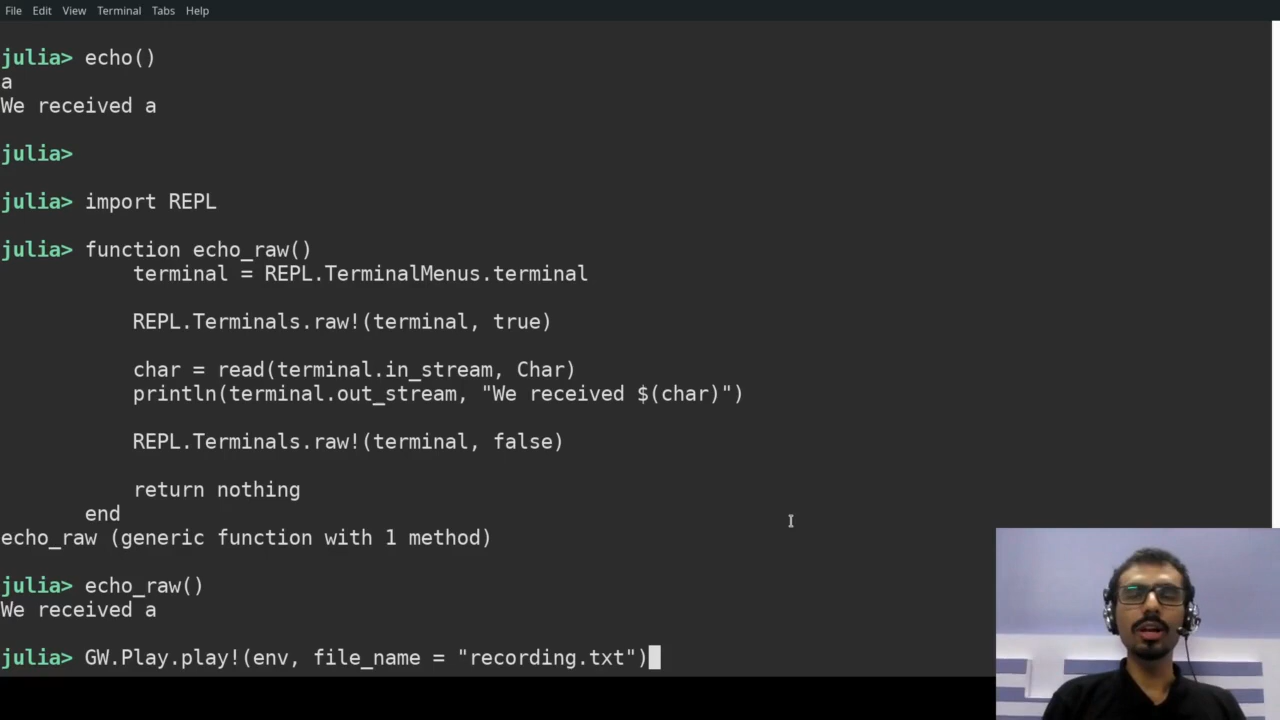 File Edit View Terminal Tabs Help
julia> echo()
a
We received a
julia>
julia> import REPL
julia> function echo_raw()
terminal = REPL.TerminalMenus.terminal
REPL.Terminals.raw!(terminal, true)
char = read(terminal.in_stream, Char)
println(terminal.out_stream, "We received $(char)")
REPL.Terminals.raw!(terminal, false)
return nothing
end
echo_raw (generic function with 1 method)
julia> echo_raw()
We received a
julia> GW.Play.play!(env, file_name = "recording.txt")